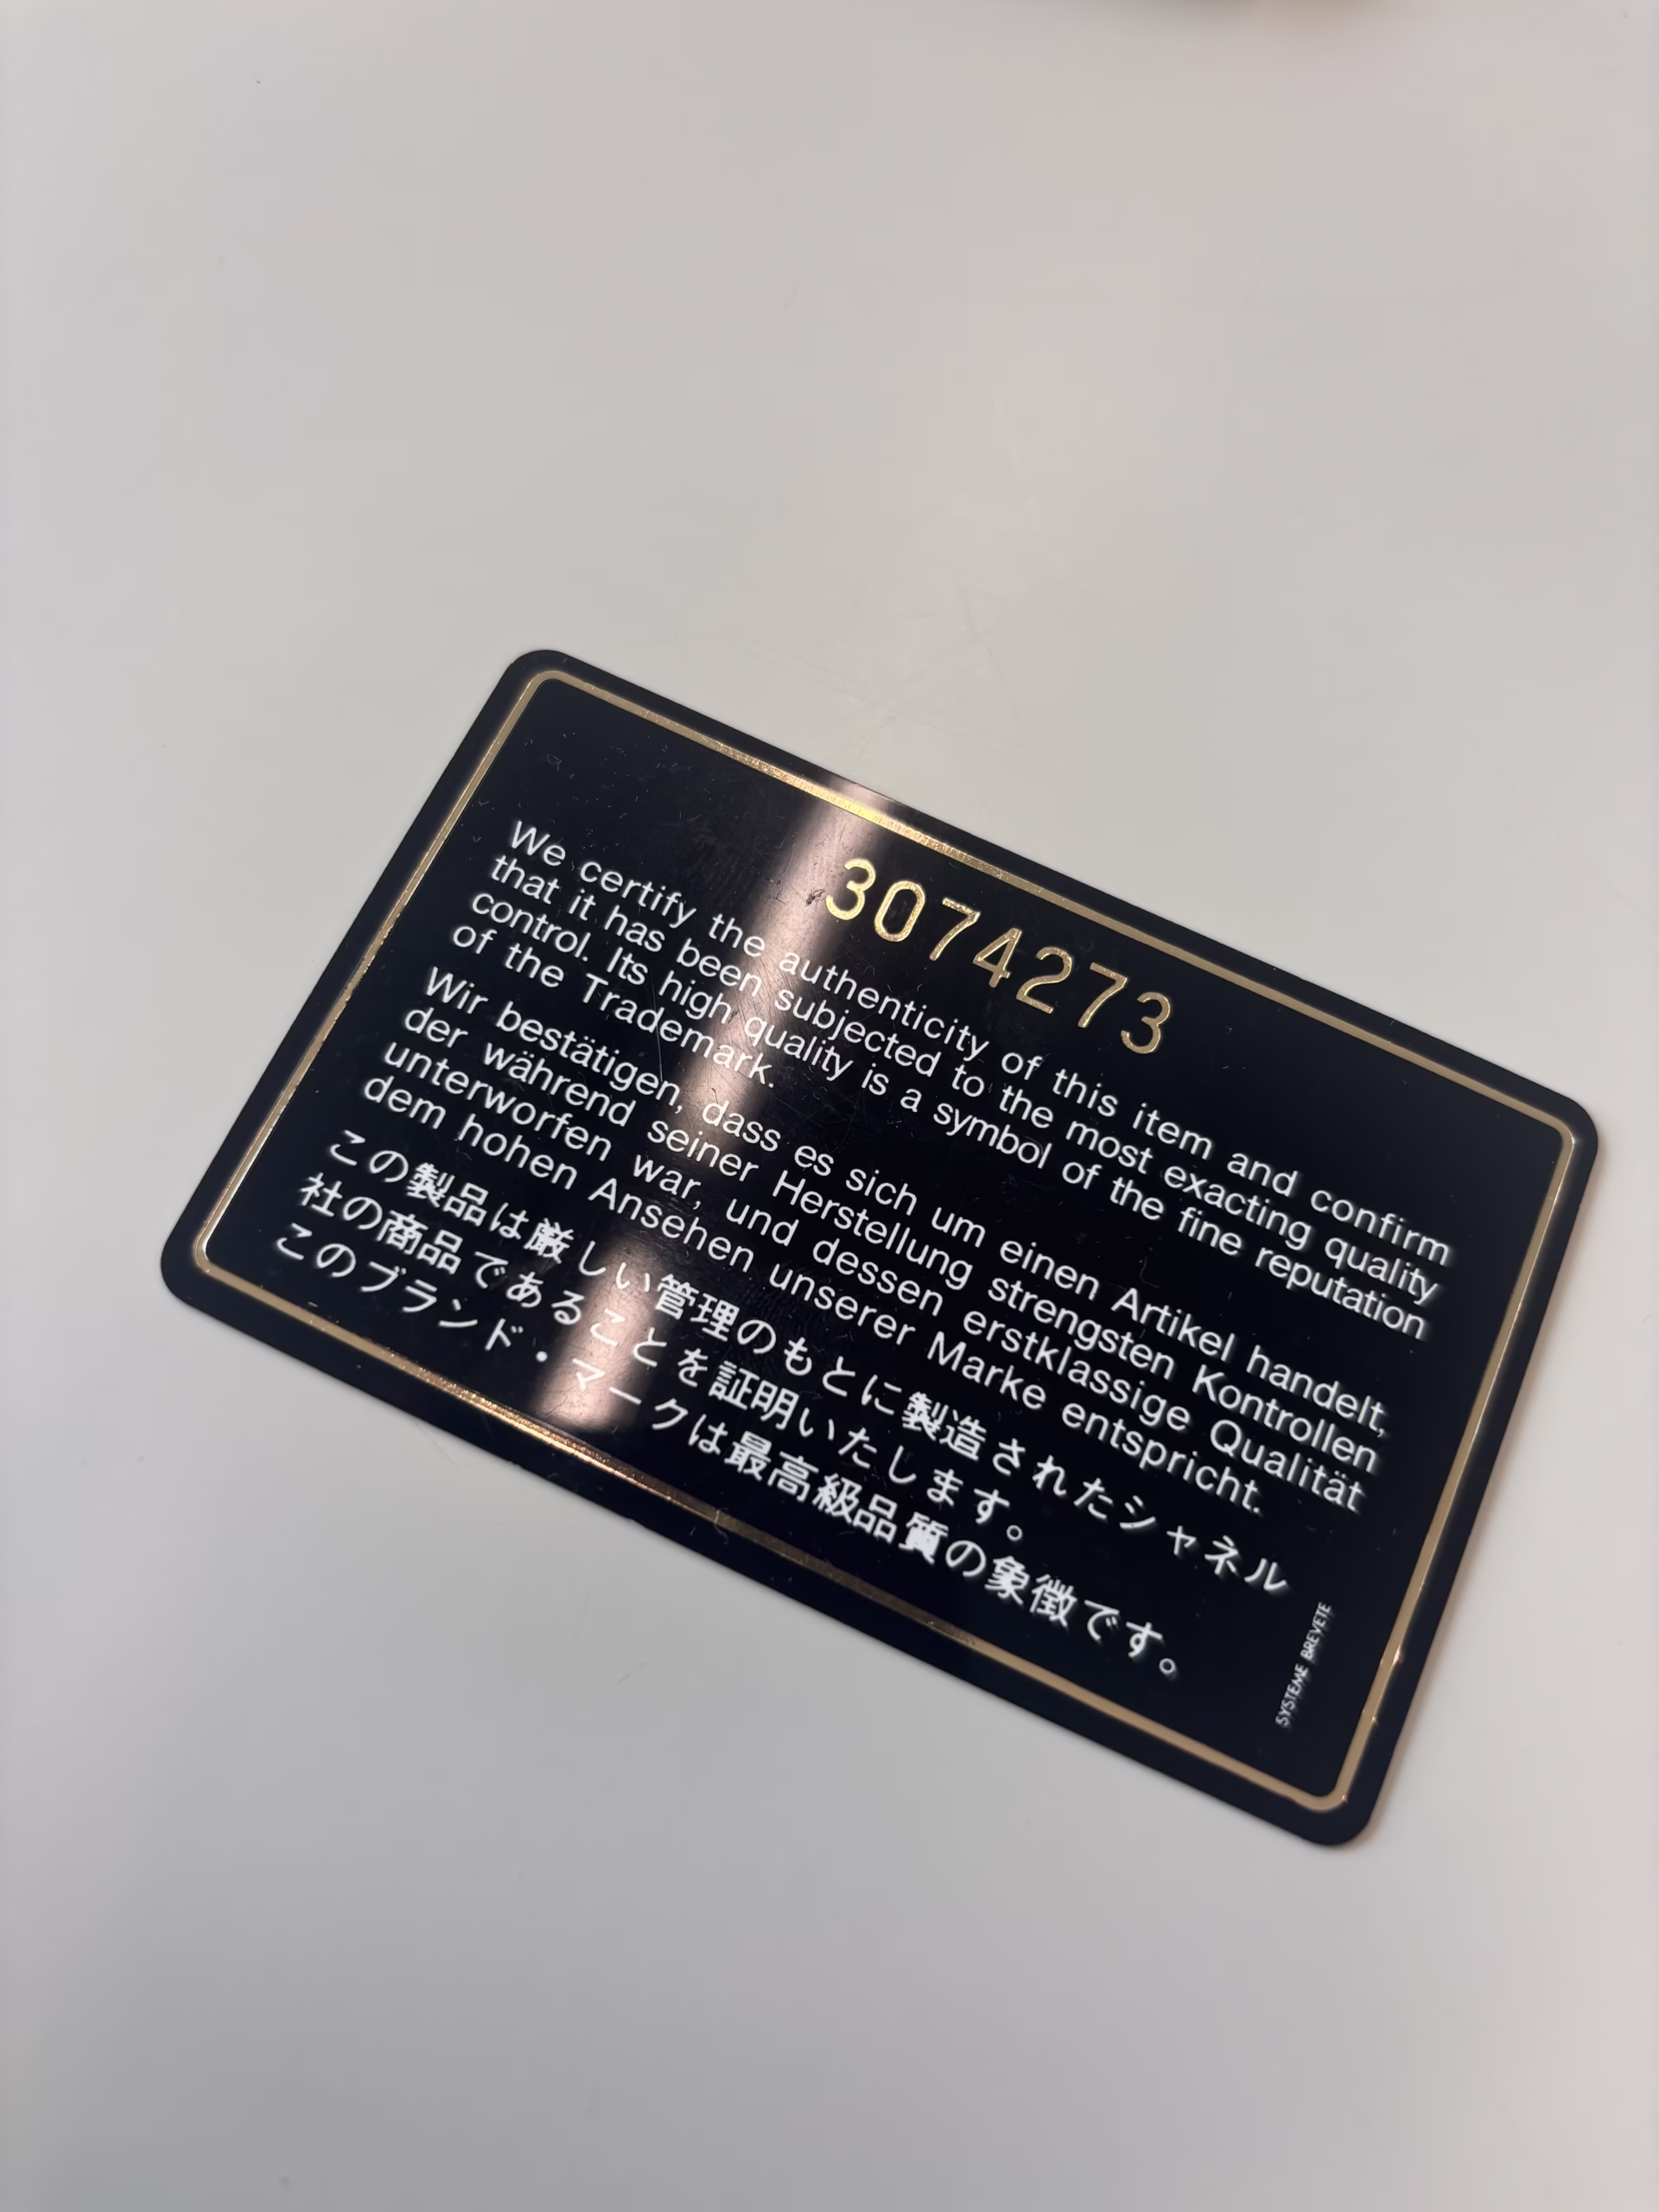 3074273
We certify the authenticity of this item and confirm
that it has been subjected to the most exacting quality
control. Its high quality is a symbol of the fine reputation
of the Trademark.
Wir bestätigen, dass es sich um einen Artikel handelt,
der während seiner Herstellung strengsten Kontrollen
unterworfen war, und dessen erstklassige Qualität
dem hohen Ansehen unserer Marke entspricht.
この製品は厳しい管理のもとに製造されたシャネル
社の商品であることを証明いたします。
このブランド・マークは最高級品質の象徴です。
SYSTEME BREVETE